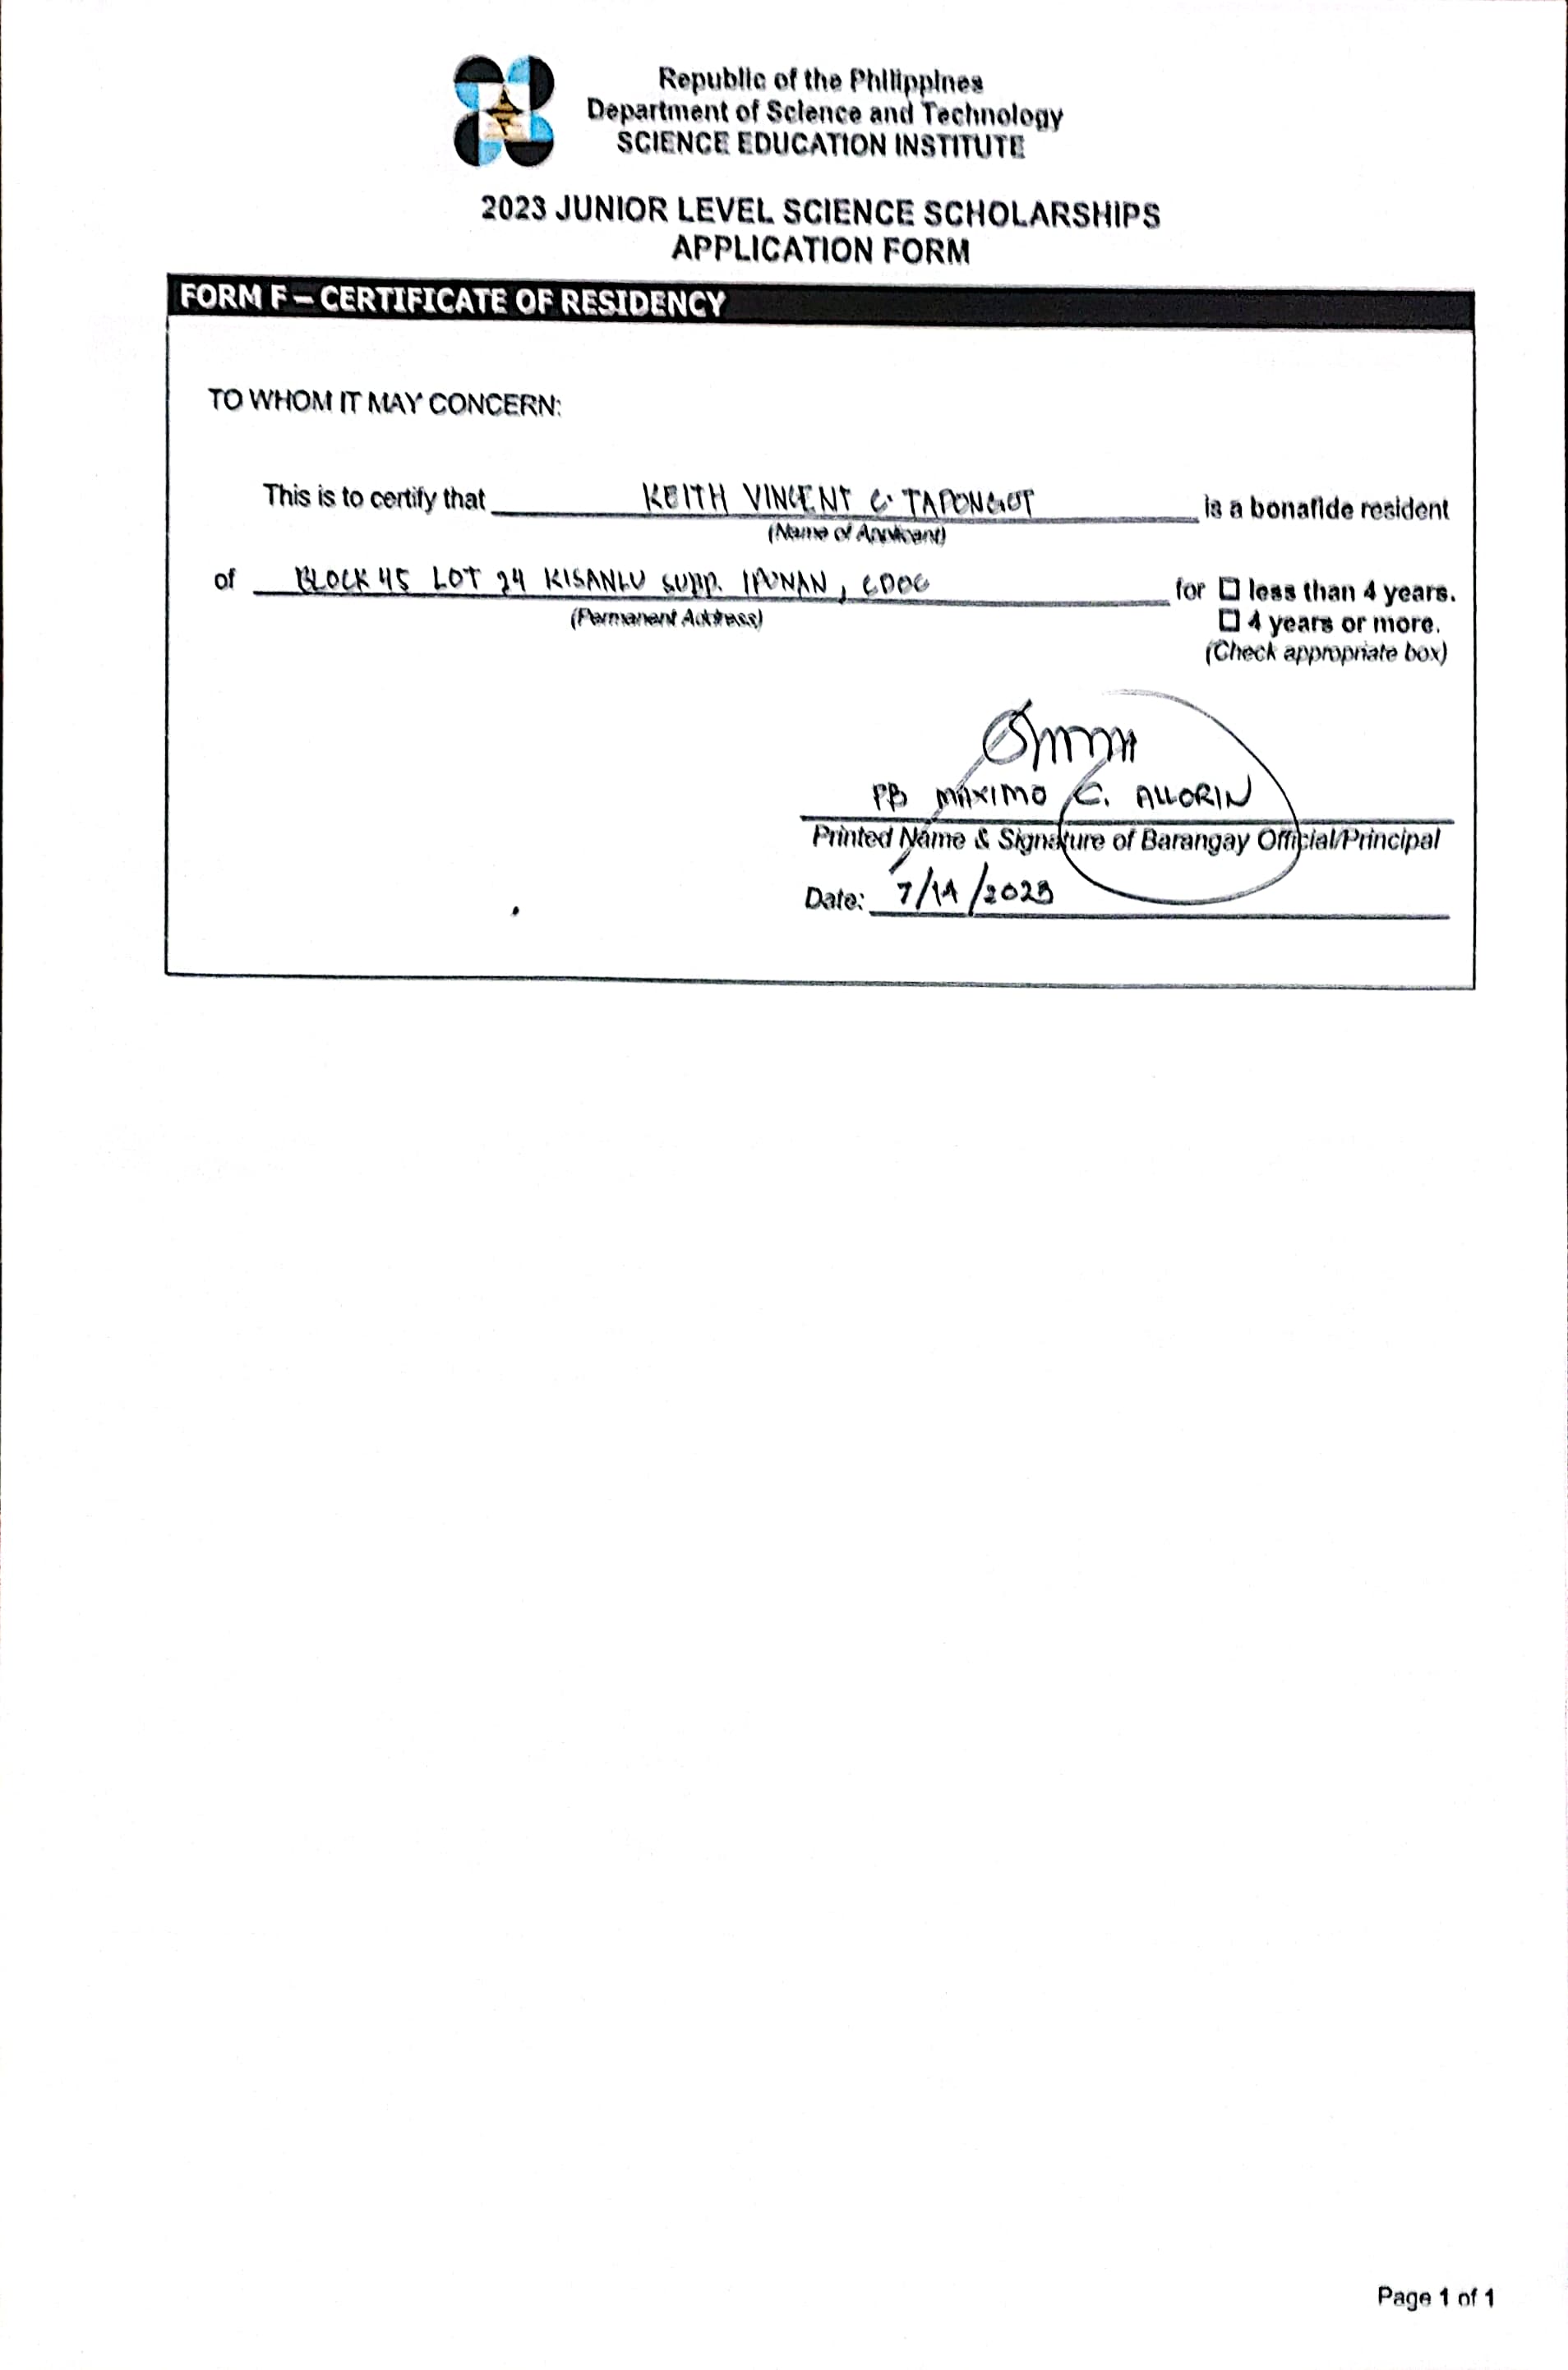 Republic of the Philippines
Department of Science and Technology
SCIENCE EDUCATION INSTITUTE
2023 JUNIOR LEVEL SCIENCE SCHOLARSHIPS
APPLICATION FORM
FORM F – CERTIFICATE OF RESIDENCY
TO WHOM IT MAY CONCERN:
This is to certify that KEITH VINCENT C. TAPONGOT is a bonafide resident
(Name of Applicant)
of BLOCK 45 LOT 24 KISANLU SUBD. IPONAN, CDOC for ☐ less than 4 years.
(Permanent Address) ☐ 4 years or more.
(Check appropriate box)
PB MAXIMO C. ALLORIN
Printed Name & Signature of Barangay Official/Principal
Date: 7/14/2023
Page 1 of 1